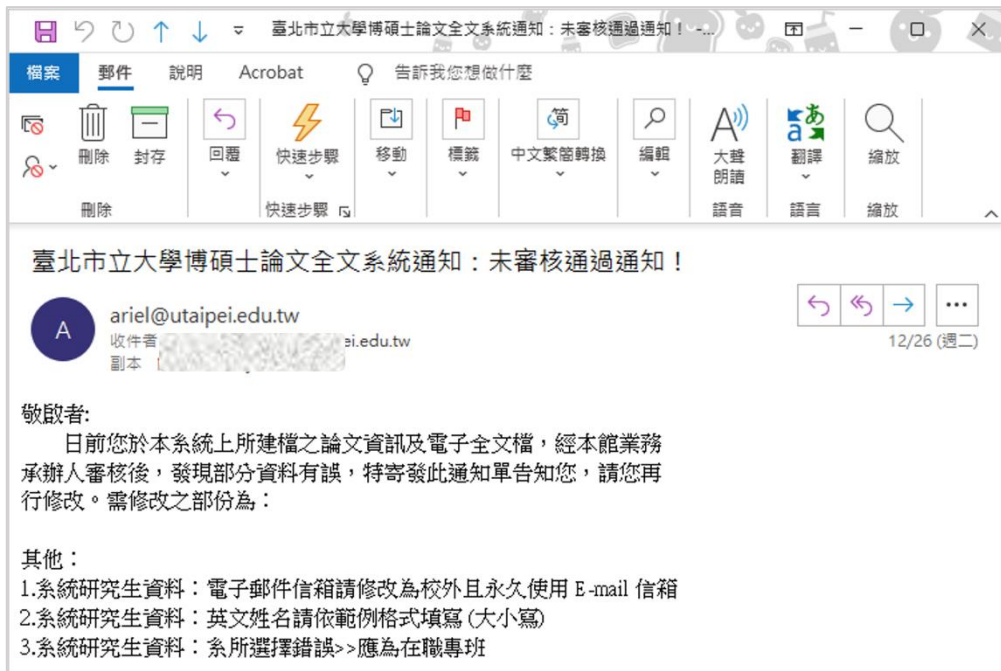 臺北市立大學博碩士論文全文系統通知：未審核通過通知！ -...
檔案 郵件 說明 Acrobat 告訴我您想做什麼
刪除 封存 回覆 快速步驟 移動 標籤 中文繁簡轉換 编輯 大聲朗讀 翻譯 縮放
刪除 快速步驟 語音 語言 縮放
臺北市立大學博碩士論文全文系統通知：未審核通過通知！
A
ariel@utaipei.edu.tw
收件者 ei.edu.tw
副本
12/26 (週二)
敬啟者:
日前您於本系統上所建檔之論文資訊及電子全文檔，經本館業務
承辦人審核後，發現部分資料有誤，特寄發此通知單告知您，請您再
行修改。需修改之部份為：
其他：
1.系統研究生資料：電子郵件信箱請修改為校外且永久使用 E-mail 信箱
2.系統研究生資料：英文姓名請依範例格式填寫(大小寫)
3.系統研究生資料：系所選擇錯誤>>應為在職專班